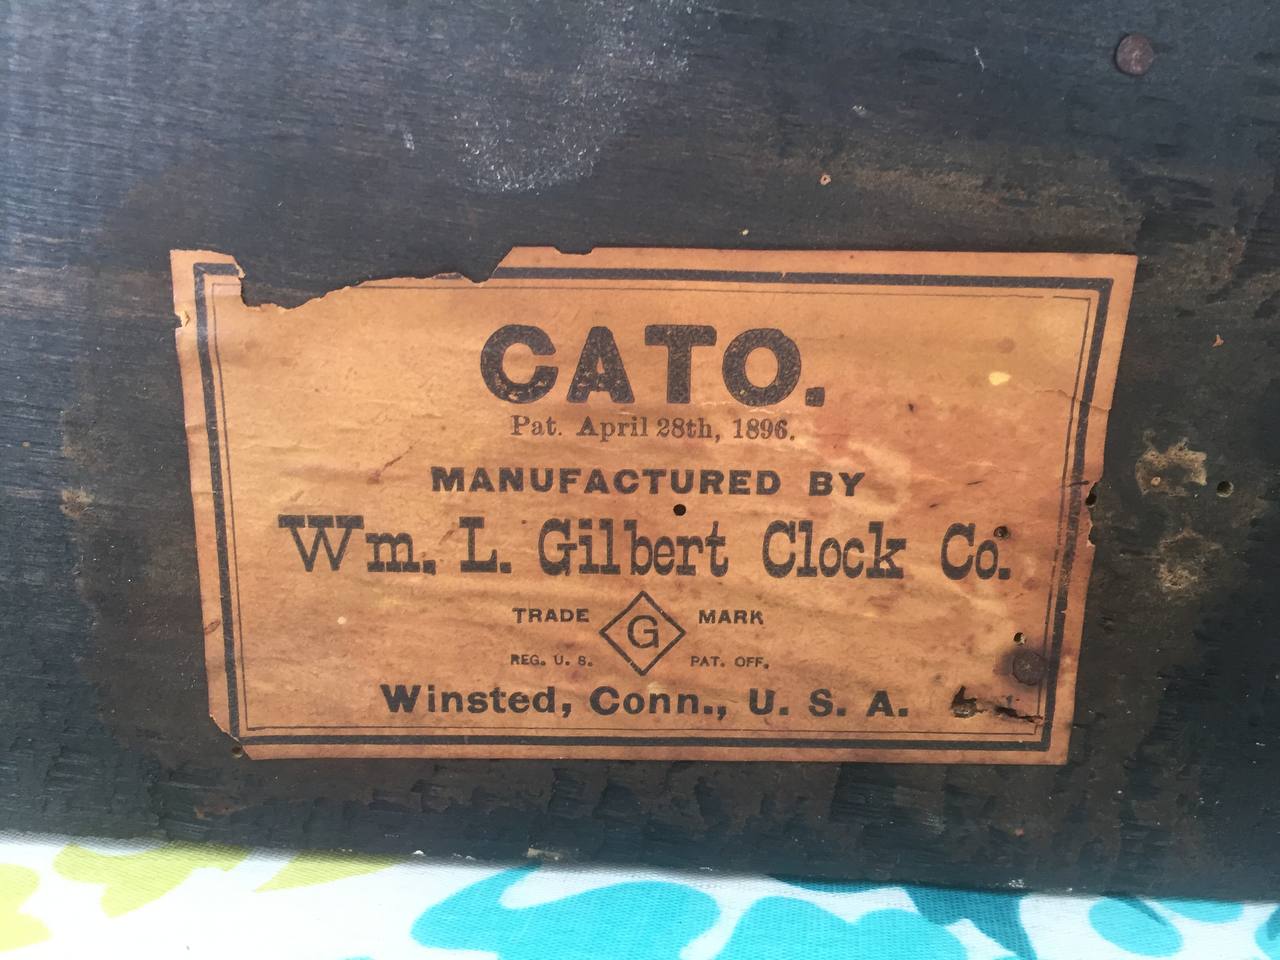 CATO.
Pat. April 28th, 1896.
MANUFACTURED BY
Wm. L. Gilbert Clock Co.
TRADE G MARK
REG. U. S. PAT. OFF.
Winsted, Conn., U. S. A.